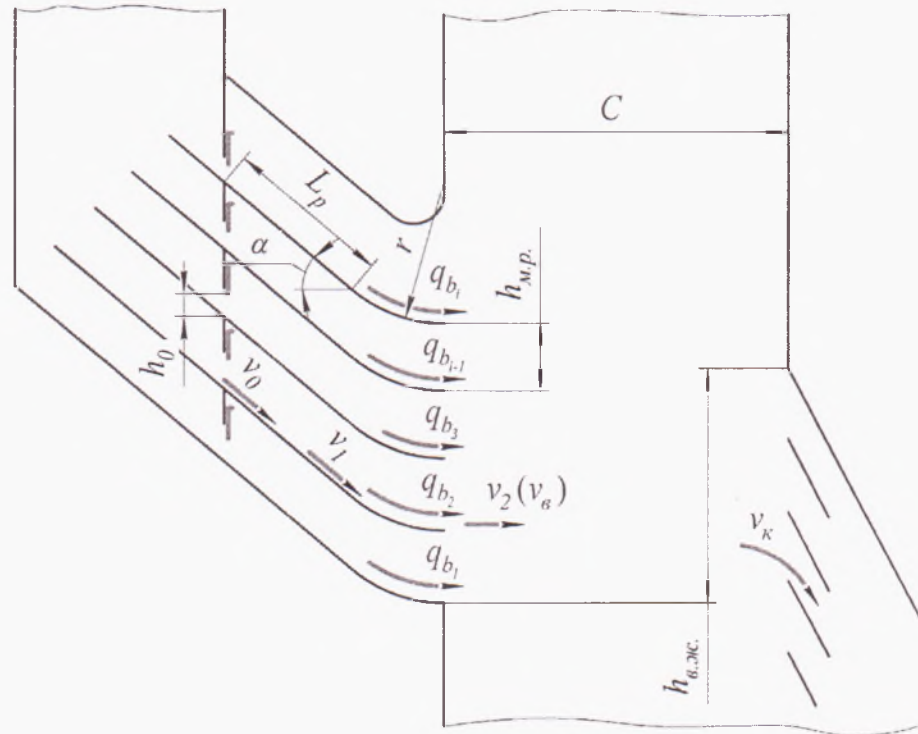 C
L_p
α
r
q_{b_i}
h_{м.р.}
q_{b_{i-1}}
h_0
v_0
q_{b_3}
v_1
q_{b_2}
v_2(v_в)
v_к
q_{b_1}
h_{в.ж.}